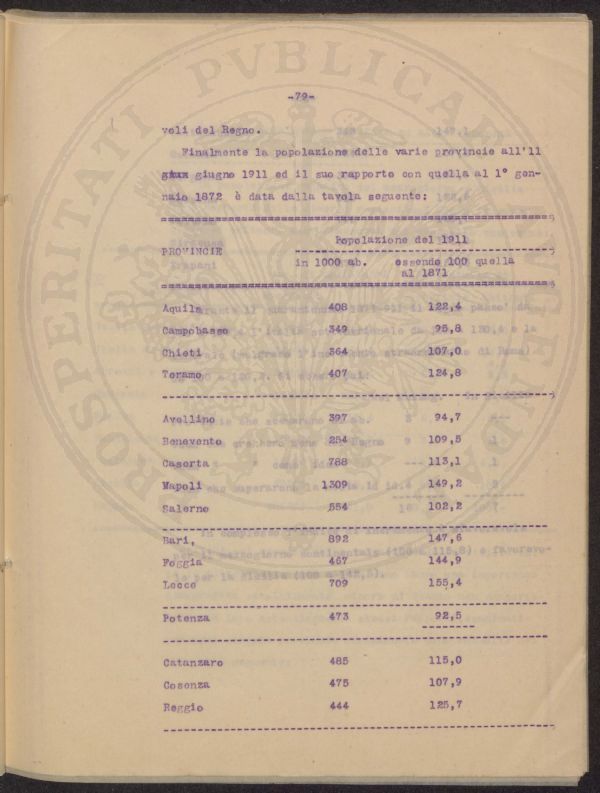 -79-
voli del Regno.
Finalmente la popolazione delle varie provincie all'11
giux giugno 1911 ed il suo rapporto con quella al 1° gen-
naio 1872 è data dalla tavola seguente:
Popolazione del 1911
PROVINCIE
in 1000 ab. essendo 100 quella
al 1871
Aquila 408 122,4
Campobasso 349 95,8
Chieti 364 107,0
Teramo 407 124,8
Avellino 397 94,7
Benevento 254 109,5
Caserta 788 113,1
Napoli 1309 149,2
Salerno 554 102,2
Bari, 892 147,6
Foggia 467 144,9
Lecce 709 155,4
Potenza 473 92,5
Catanzaro 485 115,0
Cosenza 475 107,9
Reggio 444 125,7
PROSPERITATI PVBLICAE AVGENDAE